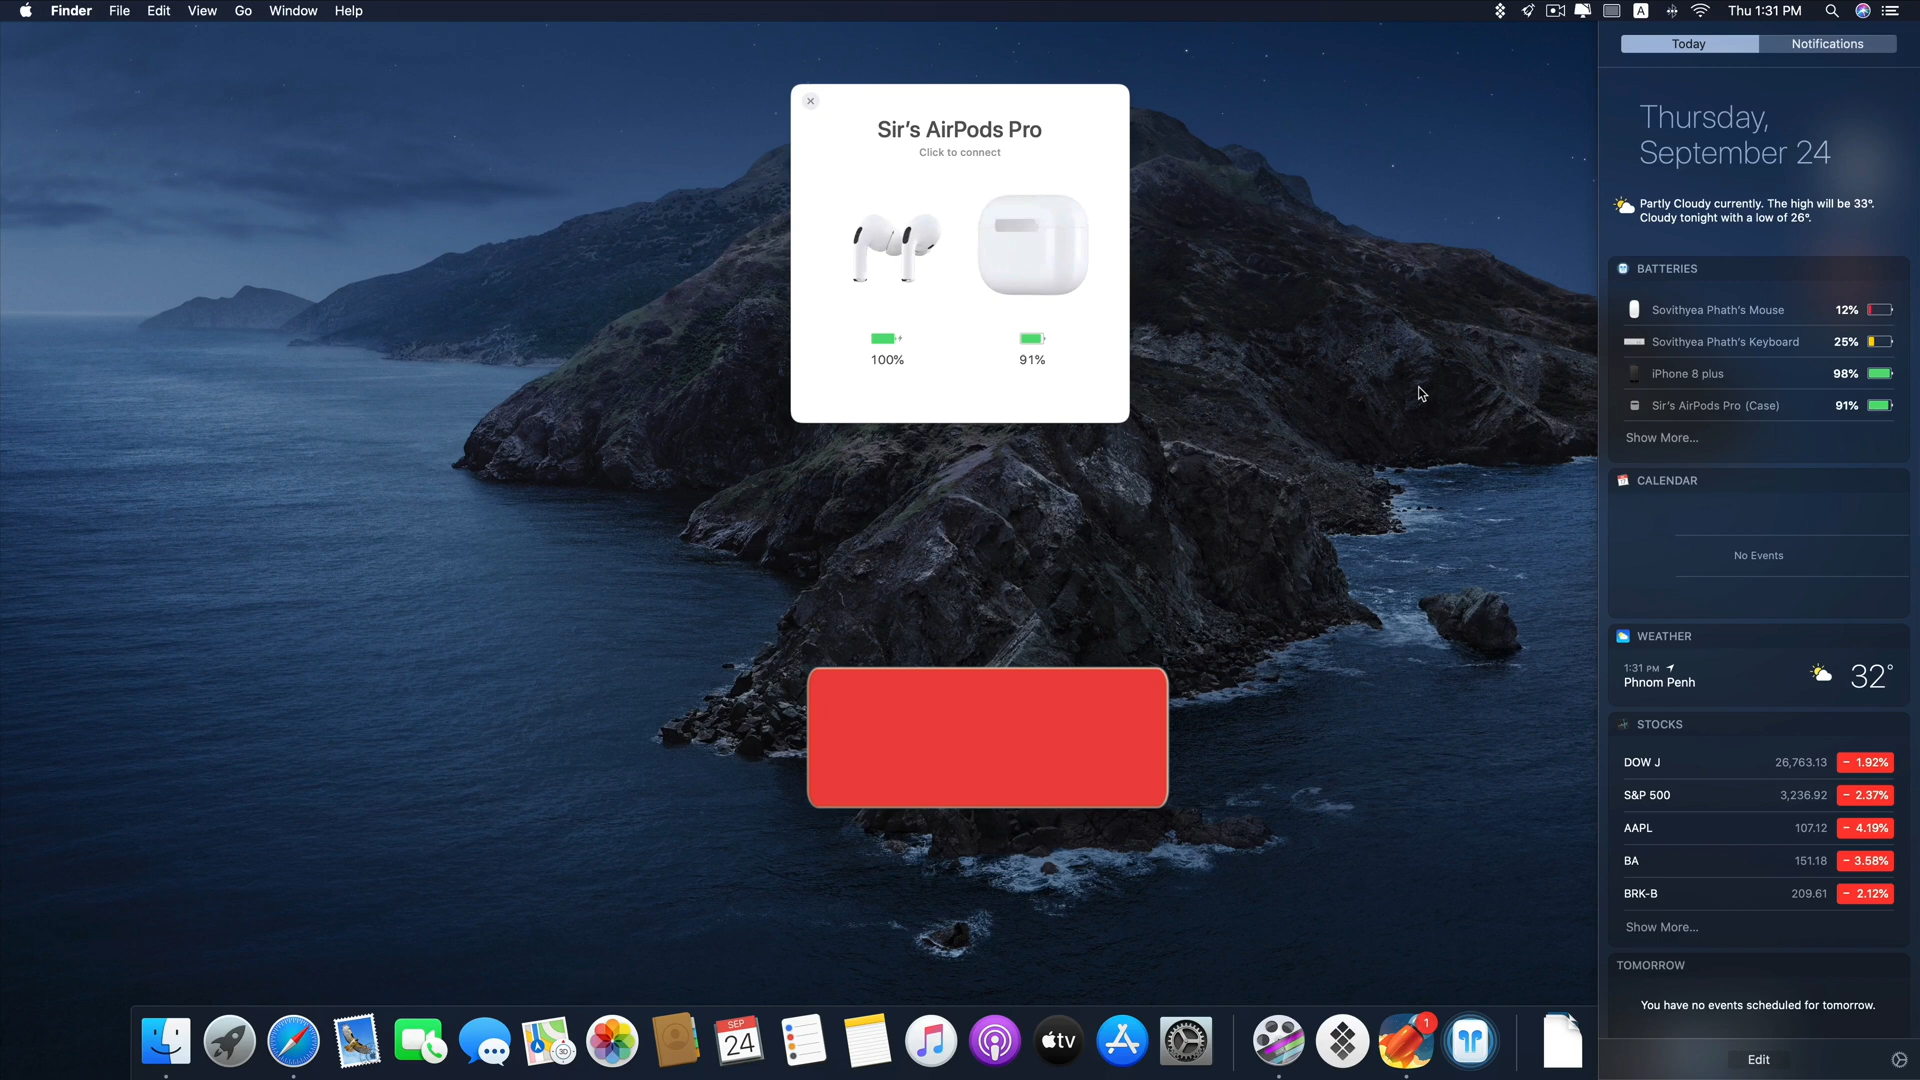 Finder File Edit View Go Window Help
A
Thu 1:31 PM
Today
Notifications
Sir’s AirPods Pro
Click to connect
100%
91%
Thursday,
September 24
Partly Cloudy currently. The high will be 33°.
Cloudy tonight with a low of 26°.
BATTERIES
Sovithyea Phath’s Mouse 12%
Sovithyea Phath’s Keyboard 25%
iPhone 8 plus 98%
Sir’s AirPods Pro (Case) 91%
Show More...
CALENDAR
No Events
WEATHER
1:31 PM
Phnom Penh
32°
STOCKS
DOW J 26,763.13 − 1.92%
S&P 500 3,236.92 − 2.37%
AAPL 107.12 − 4.19%
BA 151.18 − 3.58%
BRK-B 209.61 − 2.12%
Show More...
TOMORROW
You have no events scheduled for tomorrow.
Edit
3D
SEP
24
tv
1